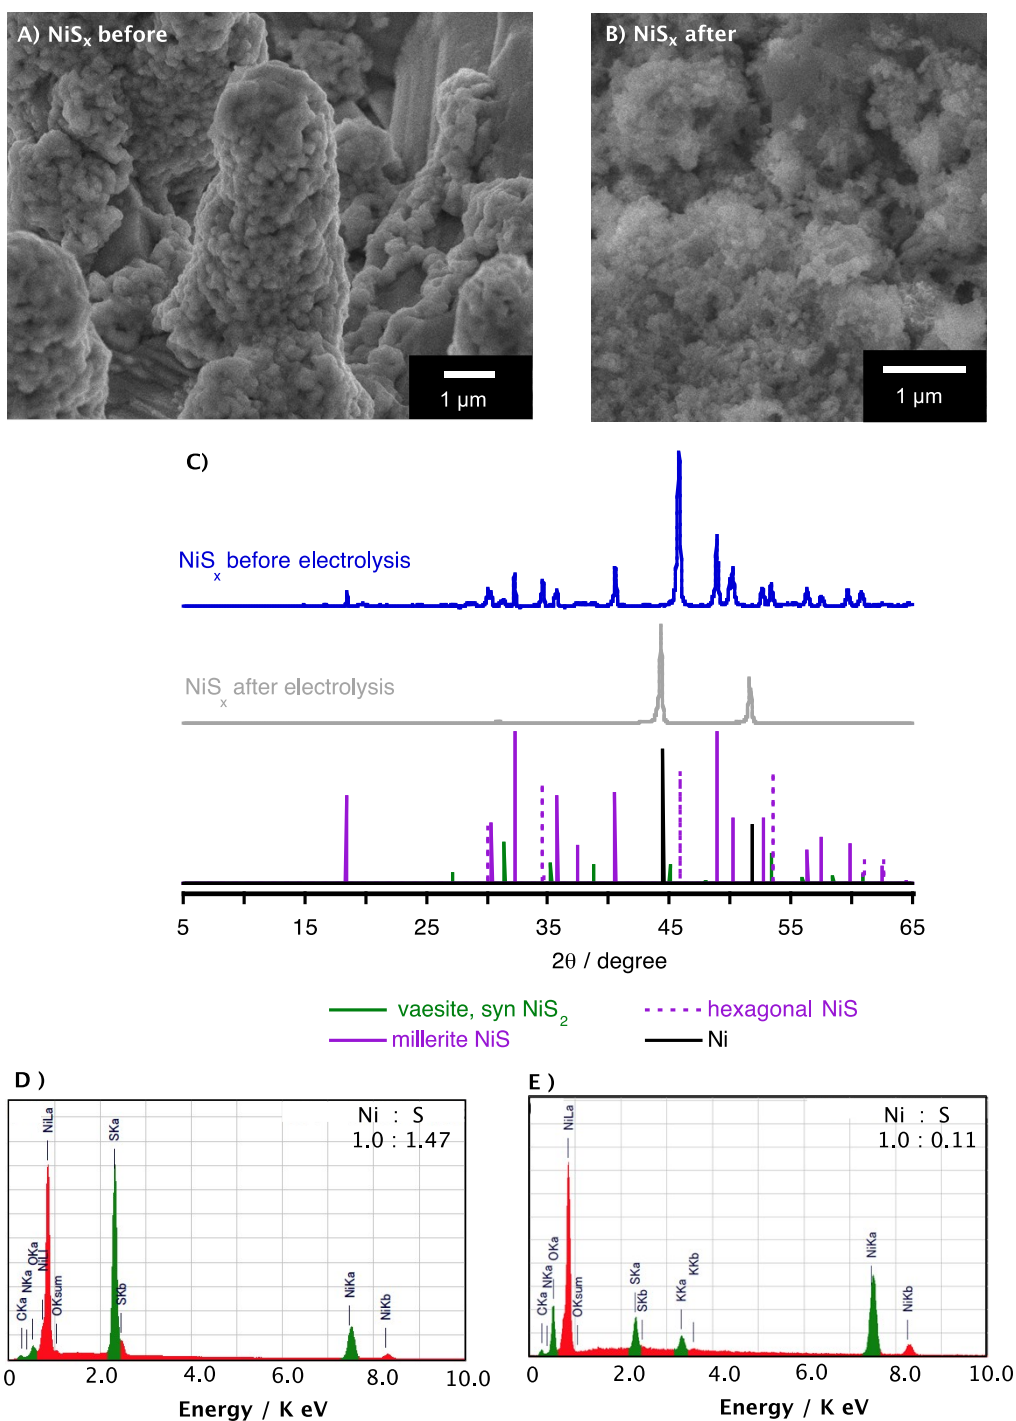 A) NiSx before
B) NiSx after
1 μm
1 μm
C)
NiSx before electrolysis
NiSx after electrolysis
5 15 25 35 45 55 65
2θ / degree
vaesite, syn NiS2
hexagonal NiS
millerite NiS
Ni
D )
Ni : S
1.0 : 1.47
CKa NKa OKa NiLl NiLa OKsum SKa SKb NiKa NiKb
0 2.0 4.0 6.0 8.0 10.0
Energy / K eV
E )
Ni : S
1.0 : 0.11
CKa NKa OKa NiLa OKsum SKa SKb KKa KKb NiKa NiKb
0 2.0 4.0 6.0 8.0 10.0
Energy / K eV